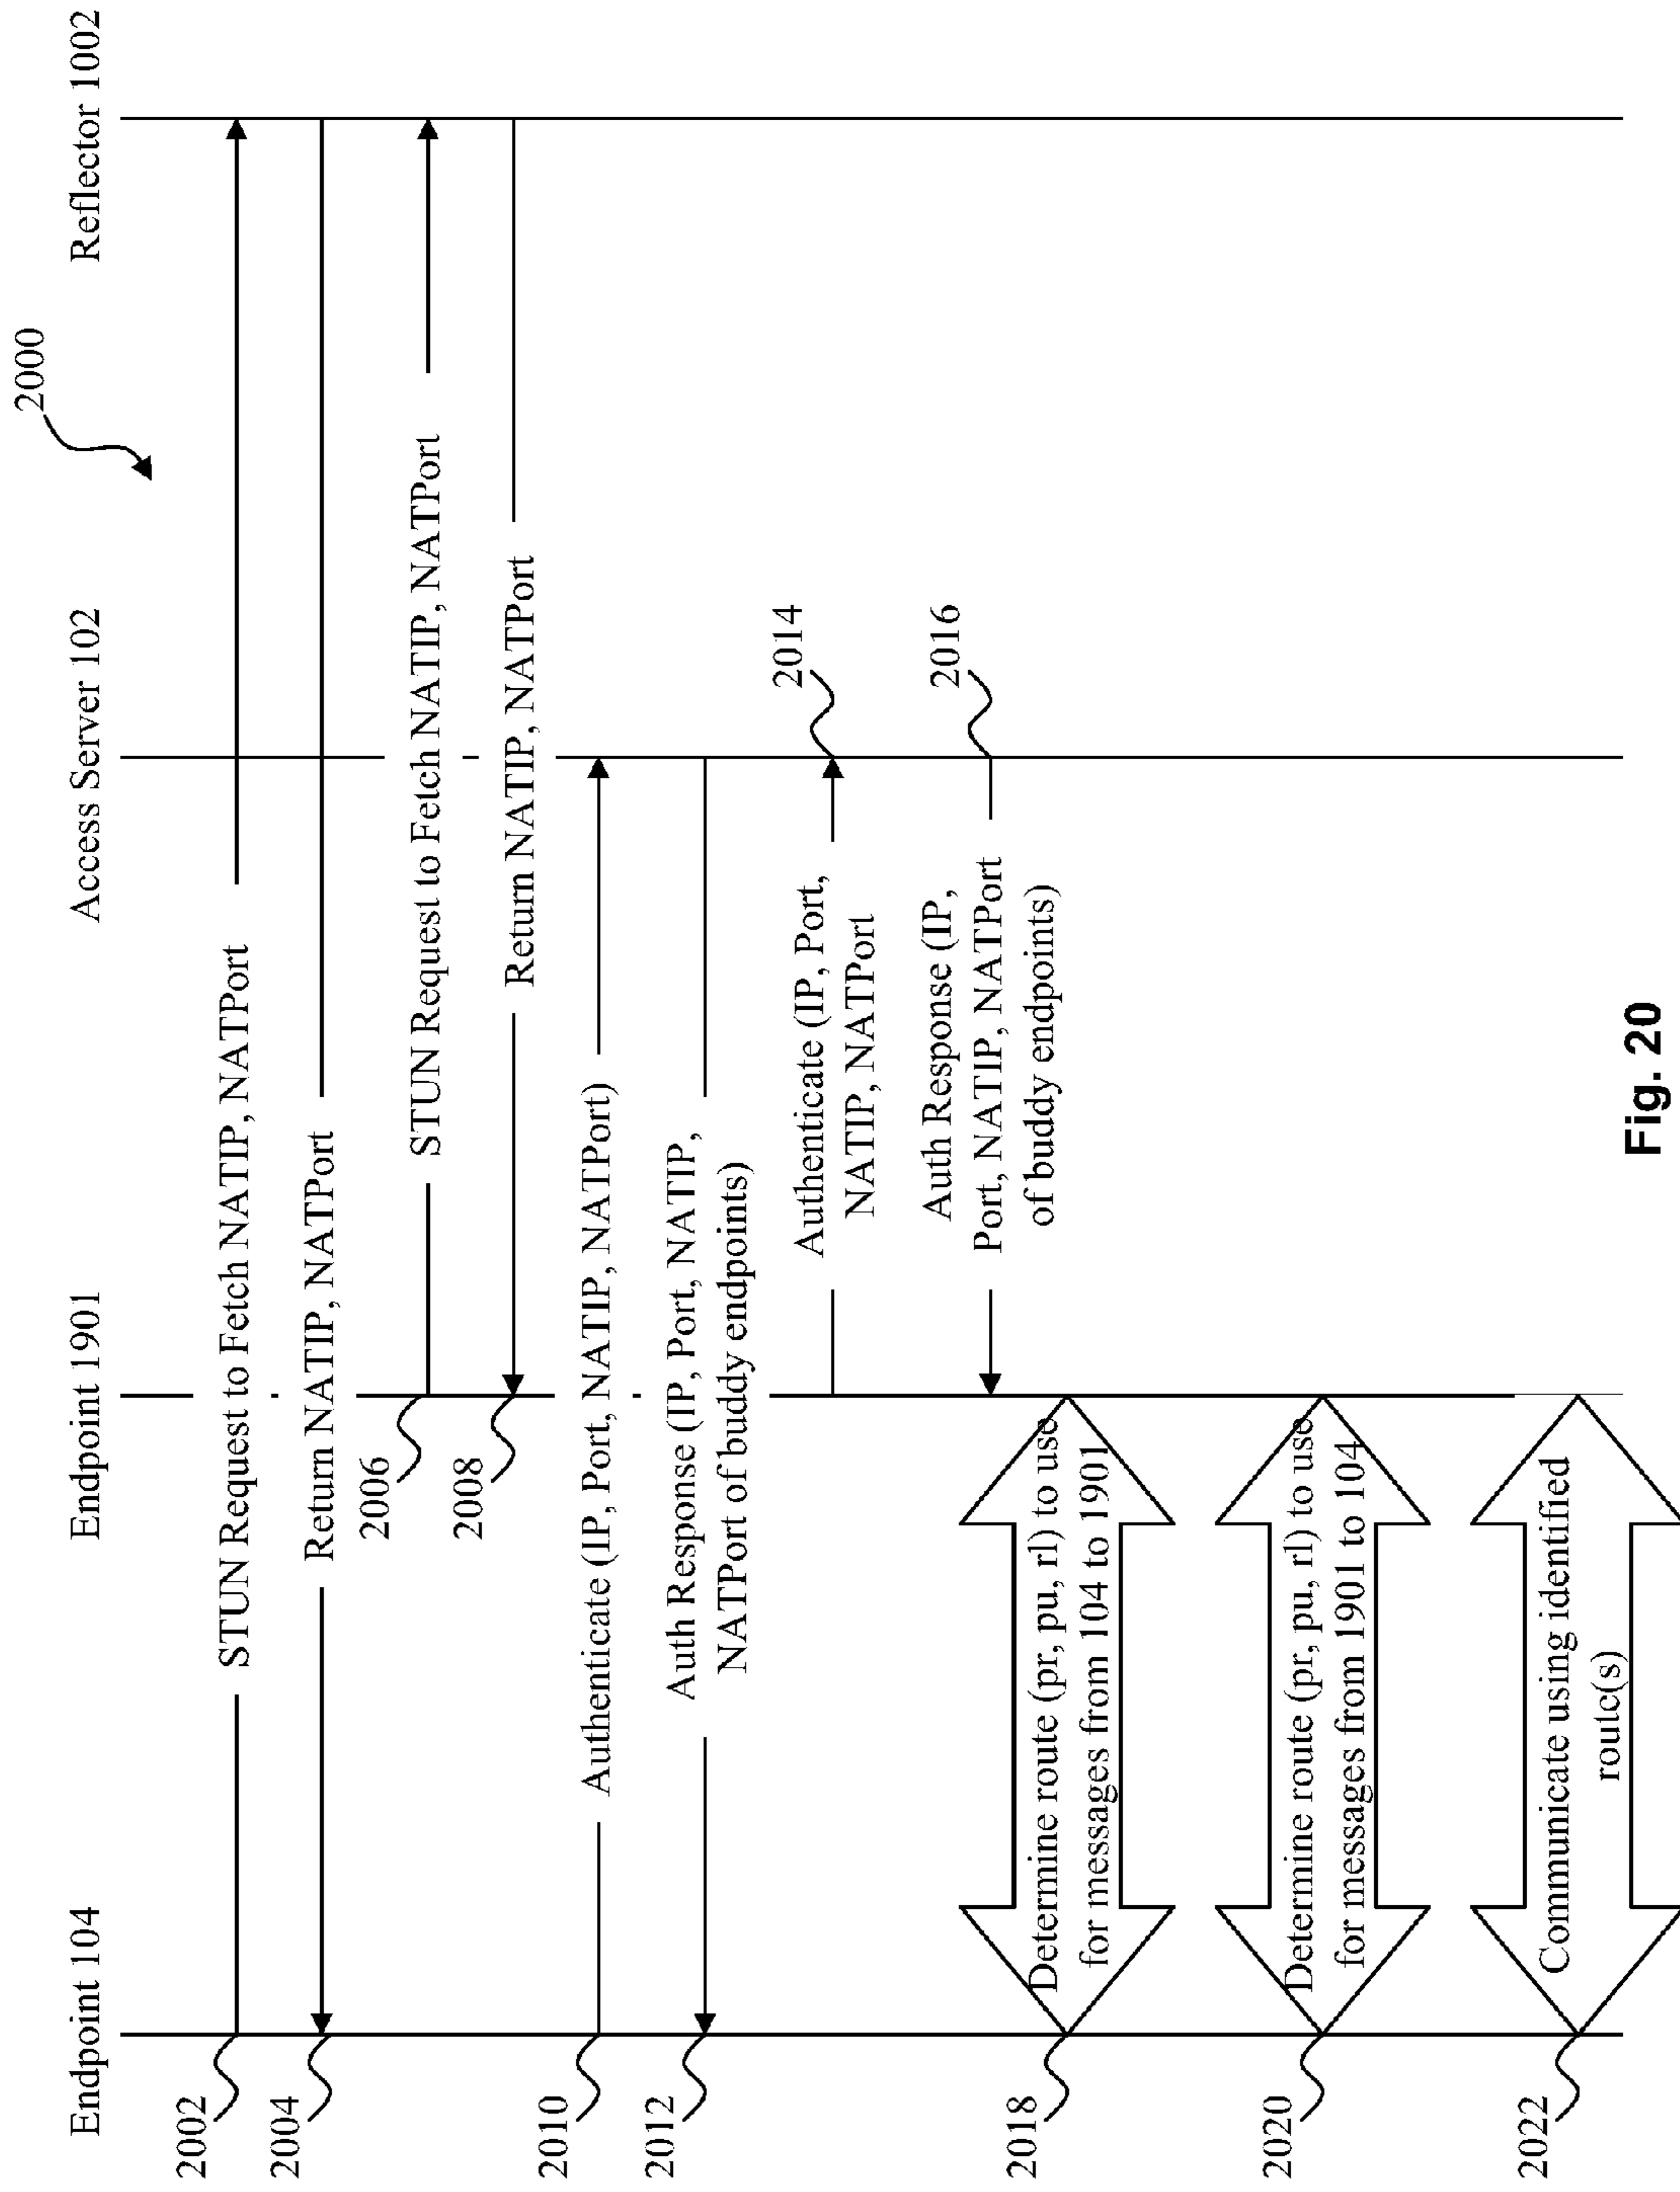 2000
Endpoint 104
Endpoint 1901
Access Server 102
Reflector 1002
2002
STUN Request to Fetch NATIP, NATPort
2004
Return NATIP, NATPort
2006
STUN Request to Fetch NATIP, NATPort
2008
Return NATIP, NATPort
2010
Authenticate (IP, Port, NATIP, NATPort)
2012
Auth Response (IP, Port, NATIP,
NATPort of buddy endpoints)
2014
Authenticate (IP, Port,
NATIP, NATPort
2016
Auth Response (IP,
Port, NATIP, NATPort
of buddy endpoints)
2018
Determine route (pr, pu, rl) to use
for messages from 104 to 1901
2020
Determine route (pr, pu, rl) to use
for messages from 1901 to 104
2022
Communicate using identified
route(s)
Fig. 20